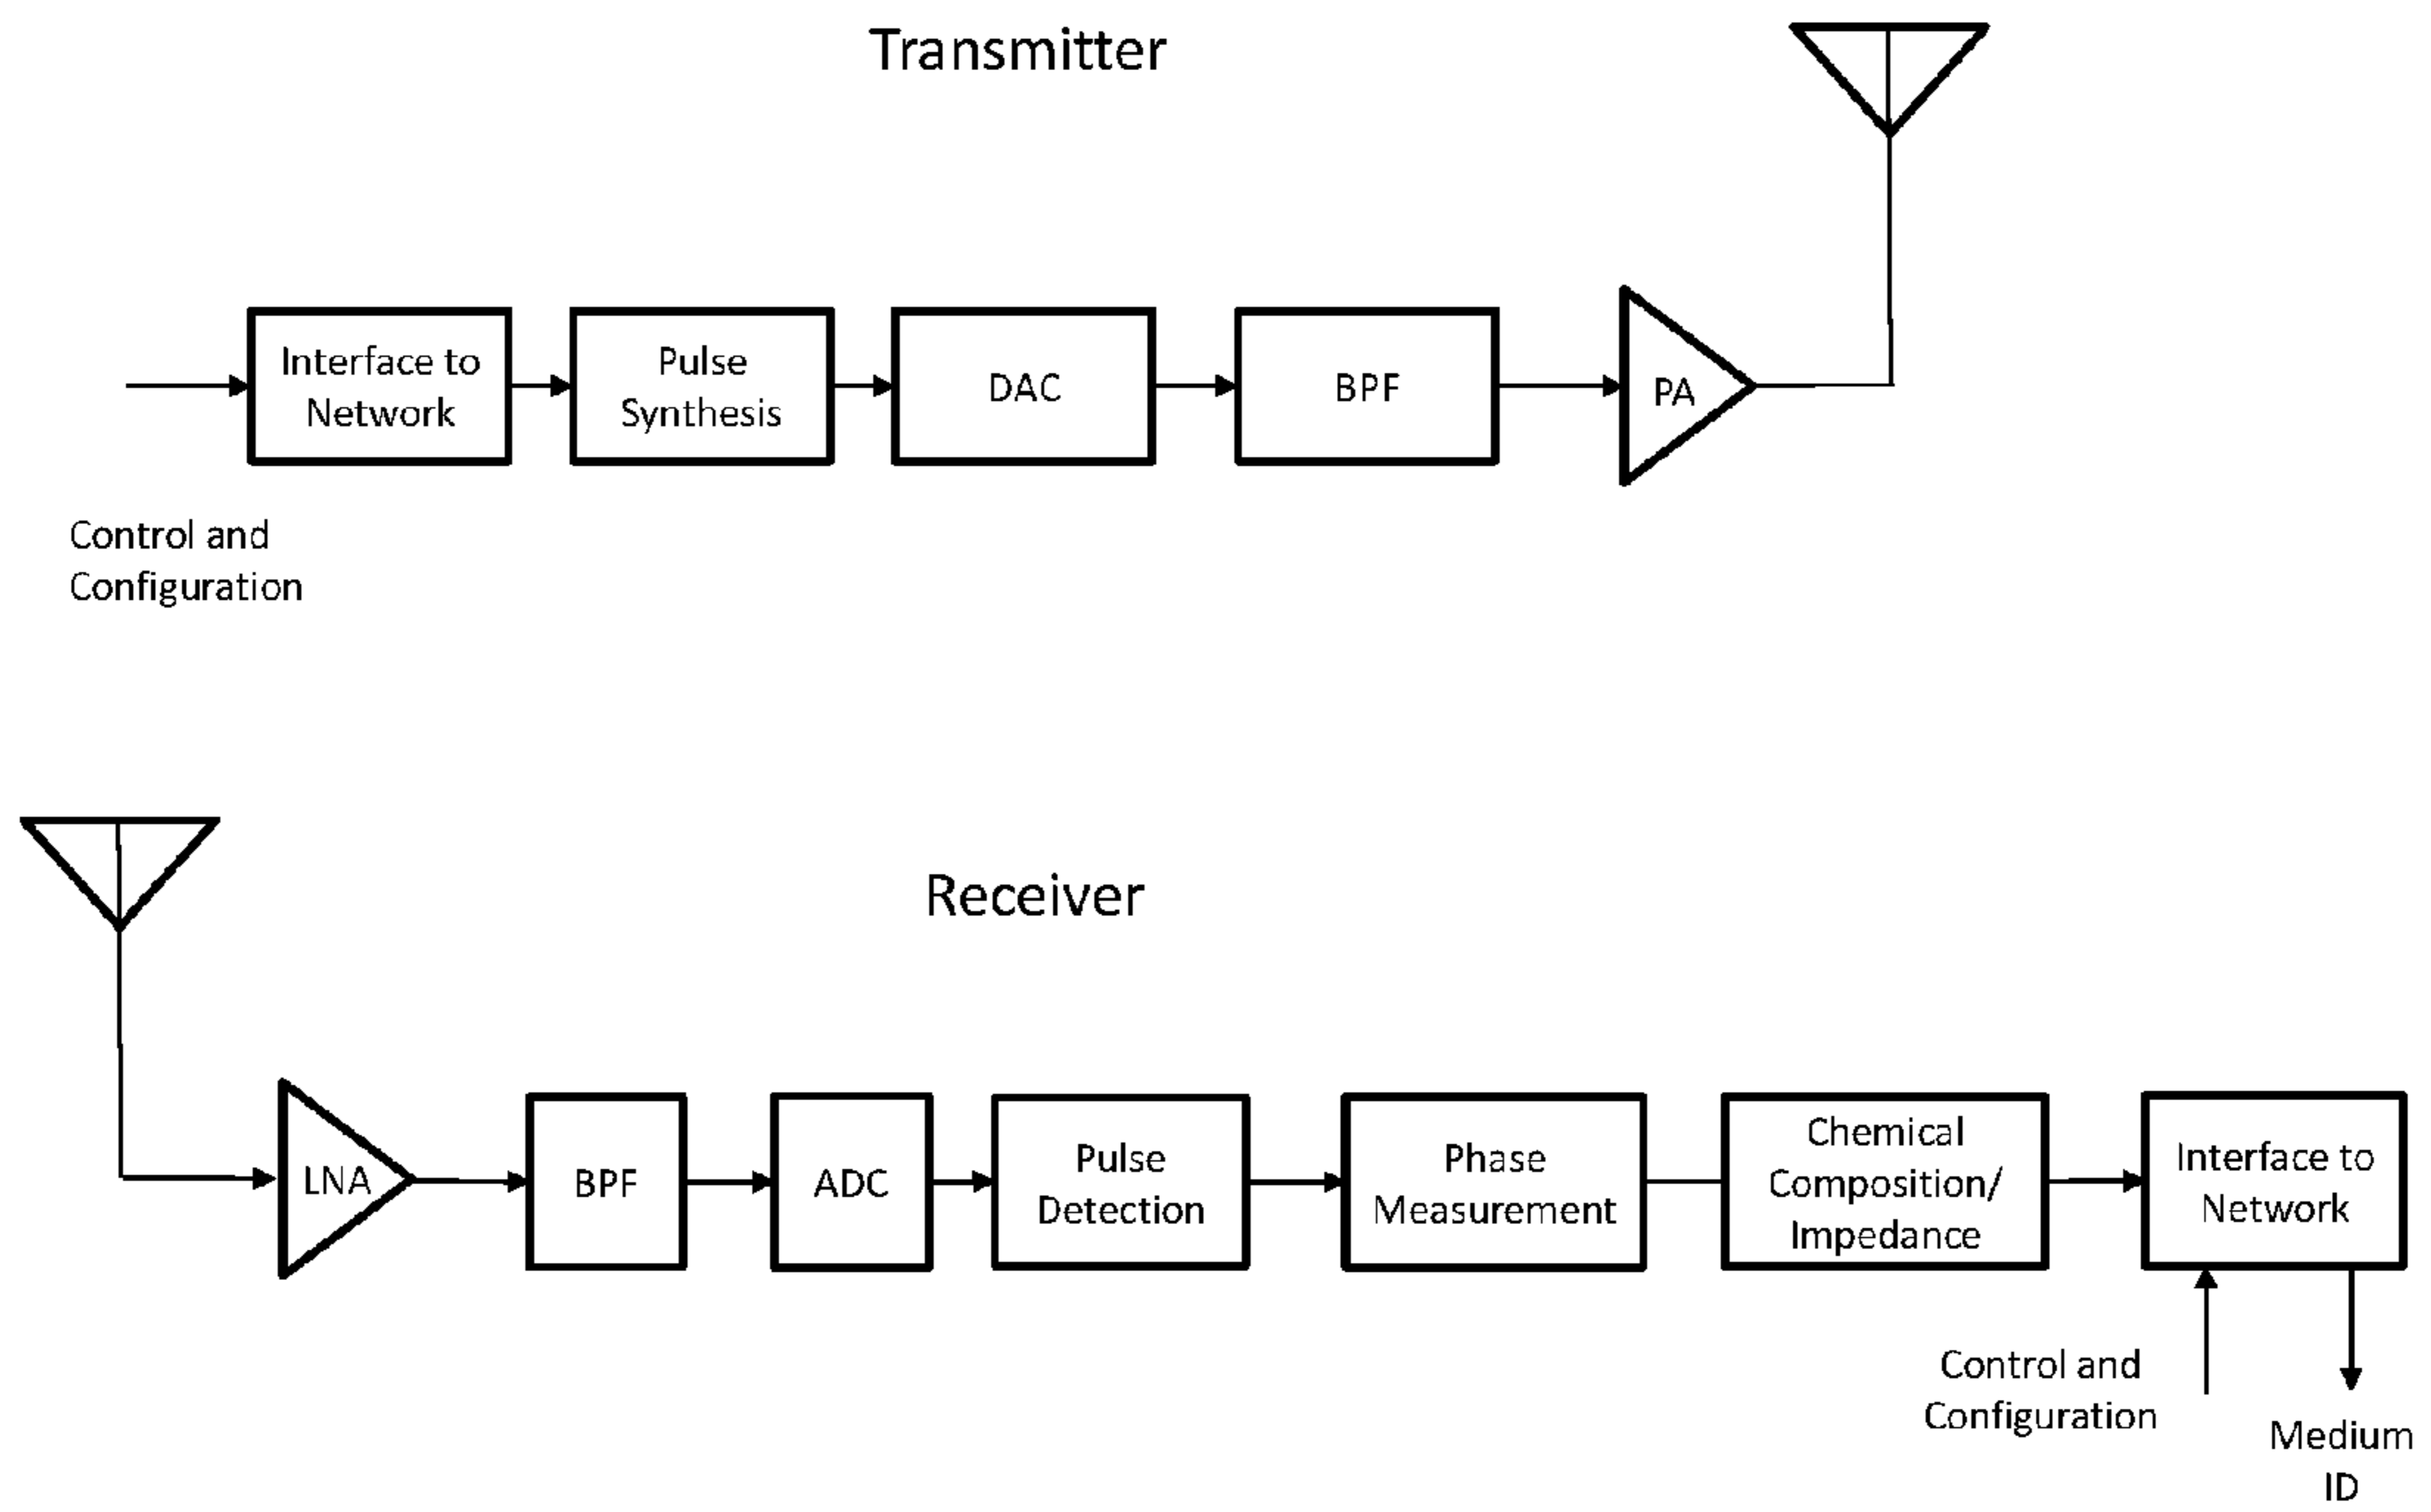 Transmitter
Interface to
Network
Pulse
Synthesis
DAC
BPF
PA
Control and
Configuration
Receiver
LNA
BPF
ADC
Pulse
Detection
Phase
Measurement
Chemical
Composition/
Impedance
Interface to
Network
Control and
Configuration
Medium
ID